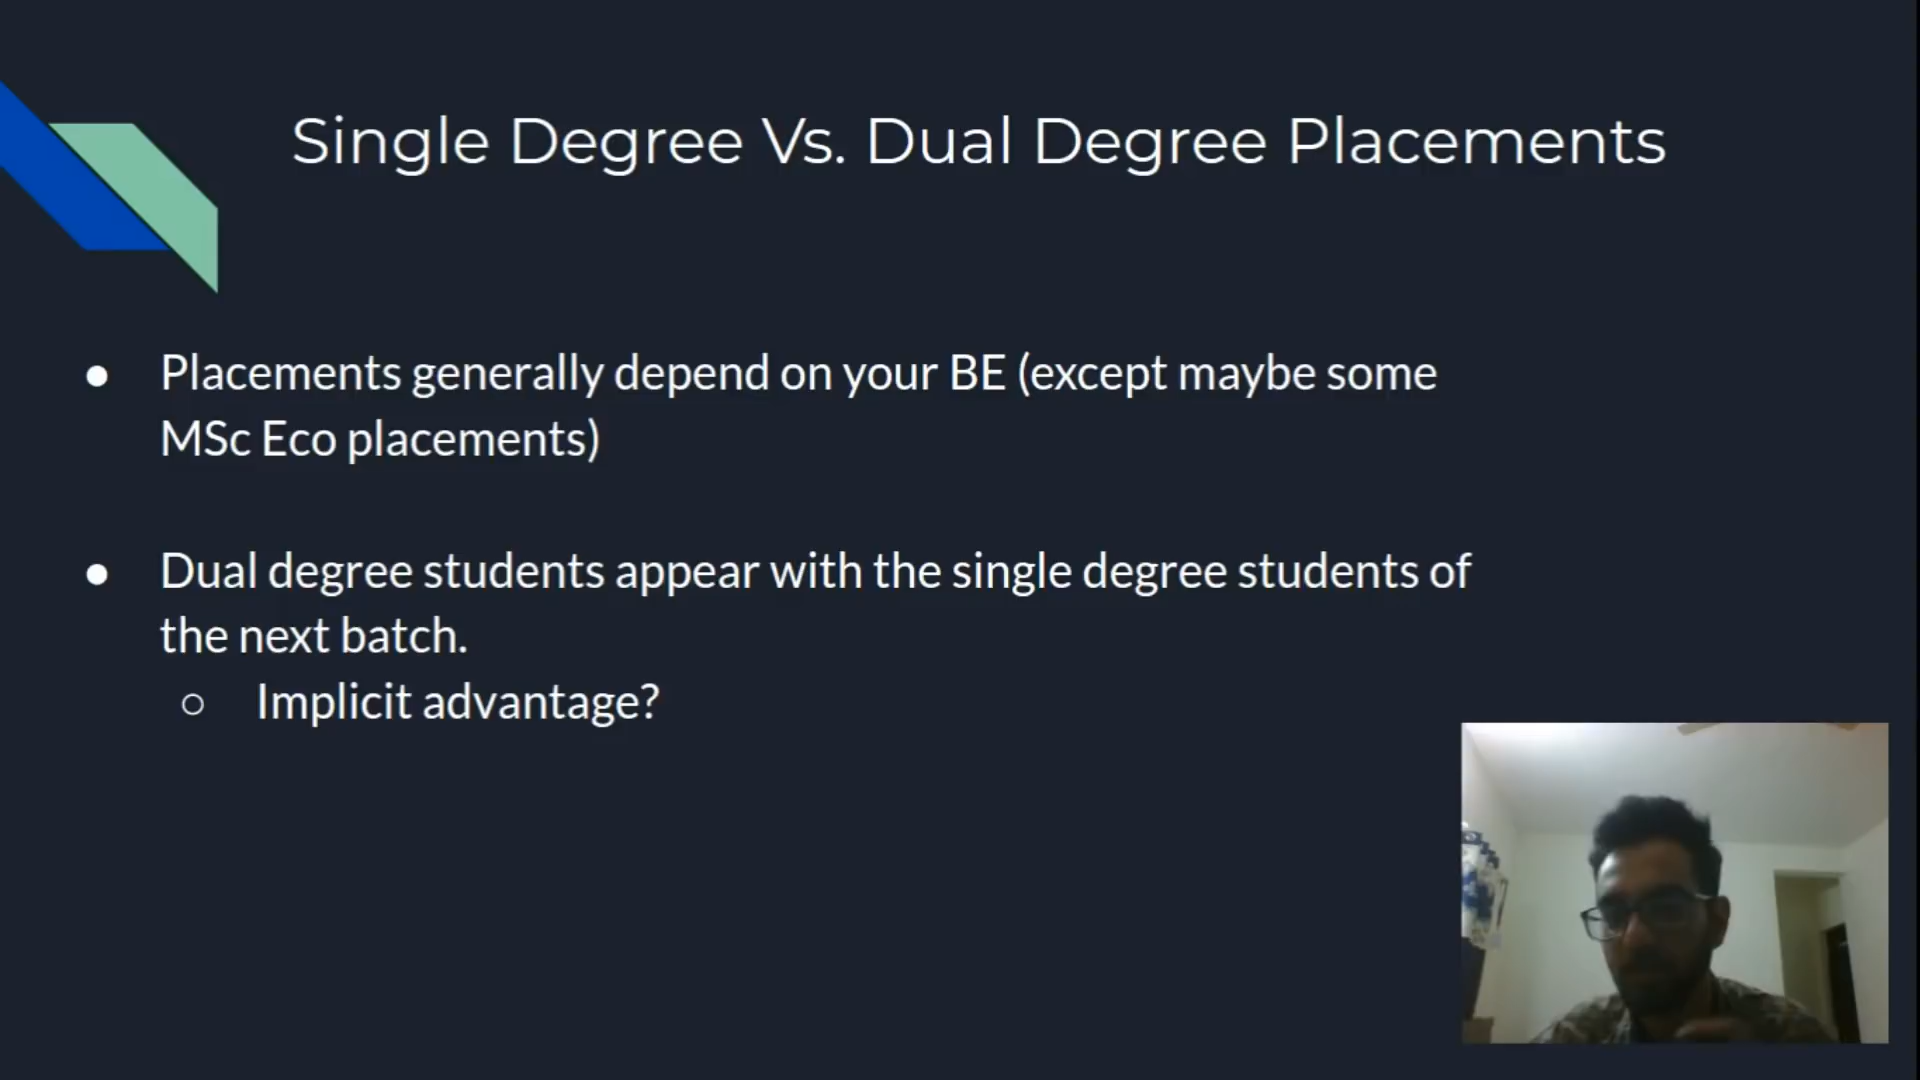 Single Degree Vs. Dual Degree Placements
● Placements generally depend on your BE (except maybe some
MSc Eco placements)
● Dual degree students appear with the single degree students of
the next batch.
○ Implicit advantage?